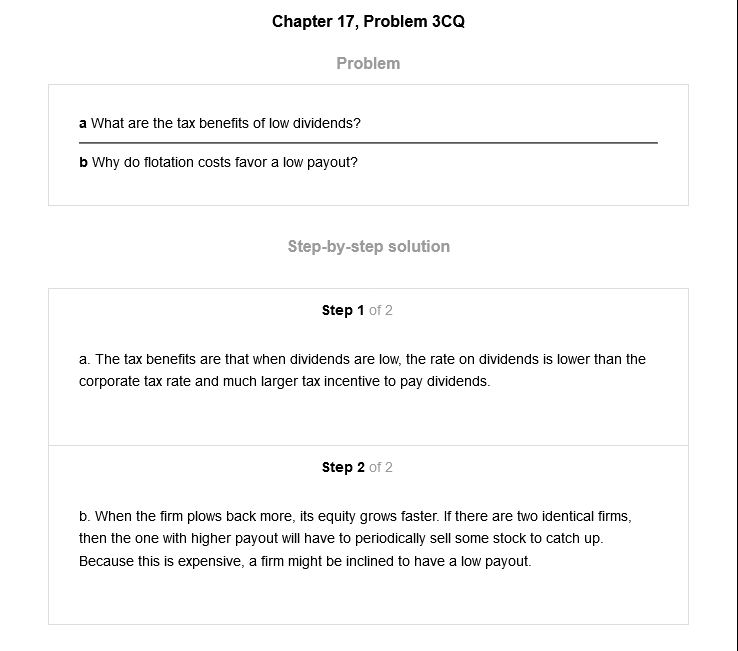 Chapter 17, Problem 3CQ
Problem
a What are the tax benefits of low dividends?
b Why do flotation costs favor a low payout?
Step-by-step solution
Step 1 of 2
a. The tax benefits are that when dividends are low, the rate on dividends is lower than the
corporate tax rate and much larger tax incentive to pay dividends.
Step 2 of 2
b. When the firm plows back more, its equity grows faster. If there are two identical firms,
then the one with higher payout will have to periodically sell some stock to catch up.
Because this is expensive, a firm might be inclined to have a low payout.